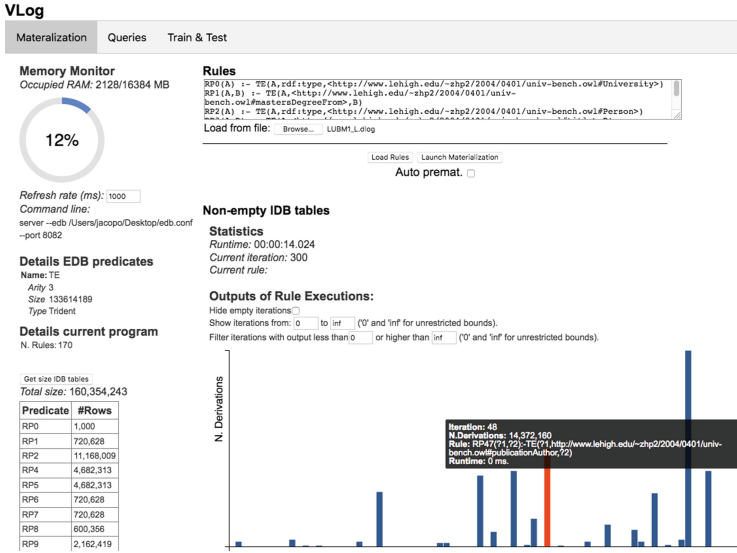 VLog
Materalization Queries Train & Test
Memory Monitor
Occupied RAM: 2128/16384 MB
12%
Refresh rate (ms): 1000
Command line:
server --edb /Users/jacopo/Desktop/edb.conf
--port 8082
Details EDB predicates
Name: TE
Arity 3
Size 133614189
Type Trident
Details current program
N. Rules: 170
Get size IDB tables
Total size: 160,354,243
Predicate #Rows
RP0 1,000
RP1 720,628
RP2 11,168,009
RP4 4,682,313
RP5 4,682,313
RP6 720,628
RP7 720,628
RP8 600,356
RP9 2,162,419
Rules
RP0(A) :- TE(A,rdf:type,<http://www.lehigh.edu/~zhp2/2004/0401/univ-bench.owl#University>)
RP1(A,B) :- TE(A,<http://www.lehigh.edu/~zhp2/2004/0401/univ-
bench.owl#mastersDegreeFrom>,B)
RP2(A) :- TE(A,rdf:type,<http://www.lehigh.edu/~zhp2/2004/0401/univ-bench.owl#Person>)
Load from file: Browse... LUBM1_L.dlog
Load Rules Launch Materialization
Auto premat.
Non-empty IDB tables
Statistics
Runtime: 00:00:14.024
Current iteration: 300
Current rule:
Outputs of Rule Executions:
Hide empty iterations
Show iterations from: 0 to inf ('0' and 'inf' for unrestricted bounds).
Filter iterations with output less than 0 or higher than inf ('0' and 'inf' for unrestricted bounds).
N. Derivations
Iteration: 48
N.Derivations: 14,372,160
Rule: RP47(?1,?2):-TE(?1,http://www.lehigh.edu/~zhp2/2004/0401/univ-
bench.owl#publicationAuthor,?2)
Runtime: 0 ms.